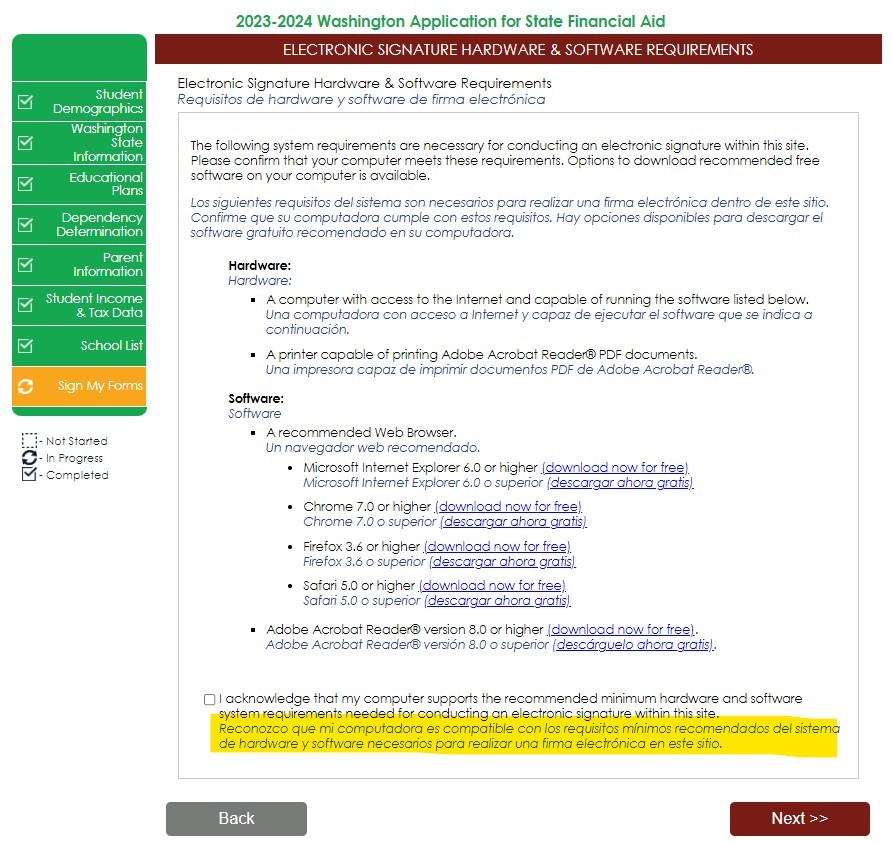 2023-2024 Washington Application for State Financial Aid
ELECTRONIC SIGNATURE HARDWARE & SOFTWARE REQUIREMENTS
Student
Demographics
Washington
State
Information
Educational
Plans
Dependency
Determination
Parent
Information
Student Income
& Tax Data
School List
Sign My Forms
- Not Started
- In Progress
- Completed
Electronic Signature Hardware & Software Requirements
Requisitos de hardware y software de firma electrónica
The following system requirements are necessary for conducting an electronic signature within this site.
Please confirm that your computer meets these requirements. Options to download recommended free
software on your computer is available.
Los siguientes requisitos del sistema son necesarios para realizar una firma electrónica dentro de este sitio.
Confirme que su computadora cumple con estos requisitos. Hay opciones disponibles para descargar el
software gratuito recomendado en su computadora.
Hardware:
Hardware:
▪ A computer with access to the Internet and capable of running the software listed below.
Una computadora con acceso a Internet y capaz de ejecutar el software que se indica a
continuación.
▪ A printer capable of printing Adobe Acrobat Reader® PDF documents.
Una impresora capaz de imprimir documentos PDF de Adobe Acrobat Reader®.
Software:
Software
▪ A recommended Web Browser.
Un navegador web recomendado.
• Microsoft Internet Explorer 6.0 or higher (download now for free)
Microsoft Internet Explorer 6.0 o superior (descargar ahora gratis)
• Chrome 7.0 or higher (download now for free)
Chrome 7.0 o superior (descargar ahora gratis)
• Firefox 3.6 or higher (download now for free)
Firefox 3.6 o superior (descargar ahora gratis)
• Safari 5.0 or higher (download now for free)
Safari 5.0 o superior (descargar ahora gratis)
▪ Adobe Acrobat Reader® version 8.0 or higher (download now for free).
Adobe Acrobat Reader® versión 8.0 o superior (descárguelo ahora gratis).
I acknowledge that my computer supports the recommended minimum hardware and software
system requirements needed for conducting an electronic signature within this site.
Reconozco que mi computadora es compatible con los requisitos mínimos recomendados del sistema
de hardware y software necesarios para realizar una firma electrónica en este sitio.
Back
Next >>